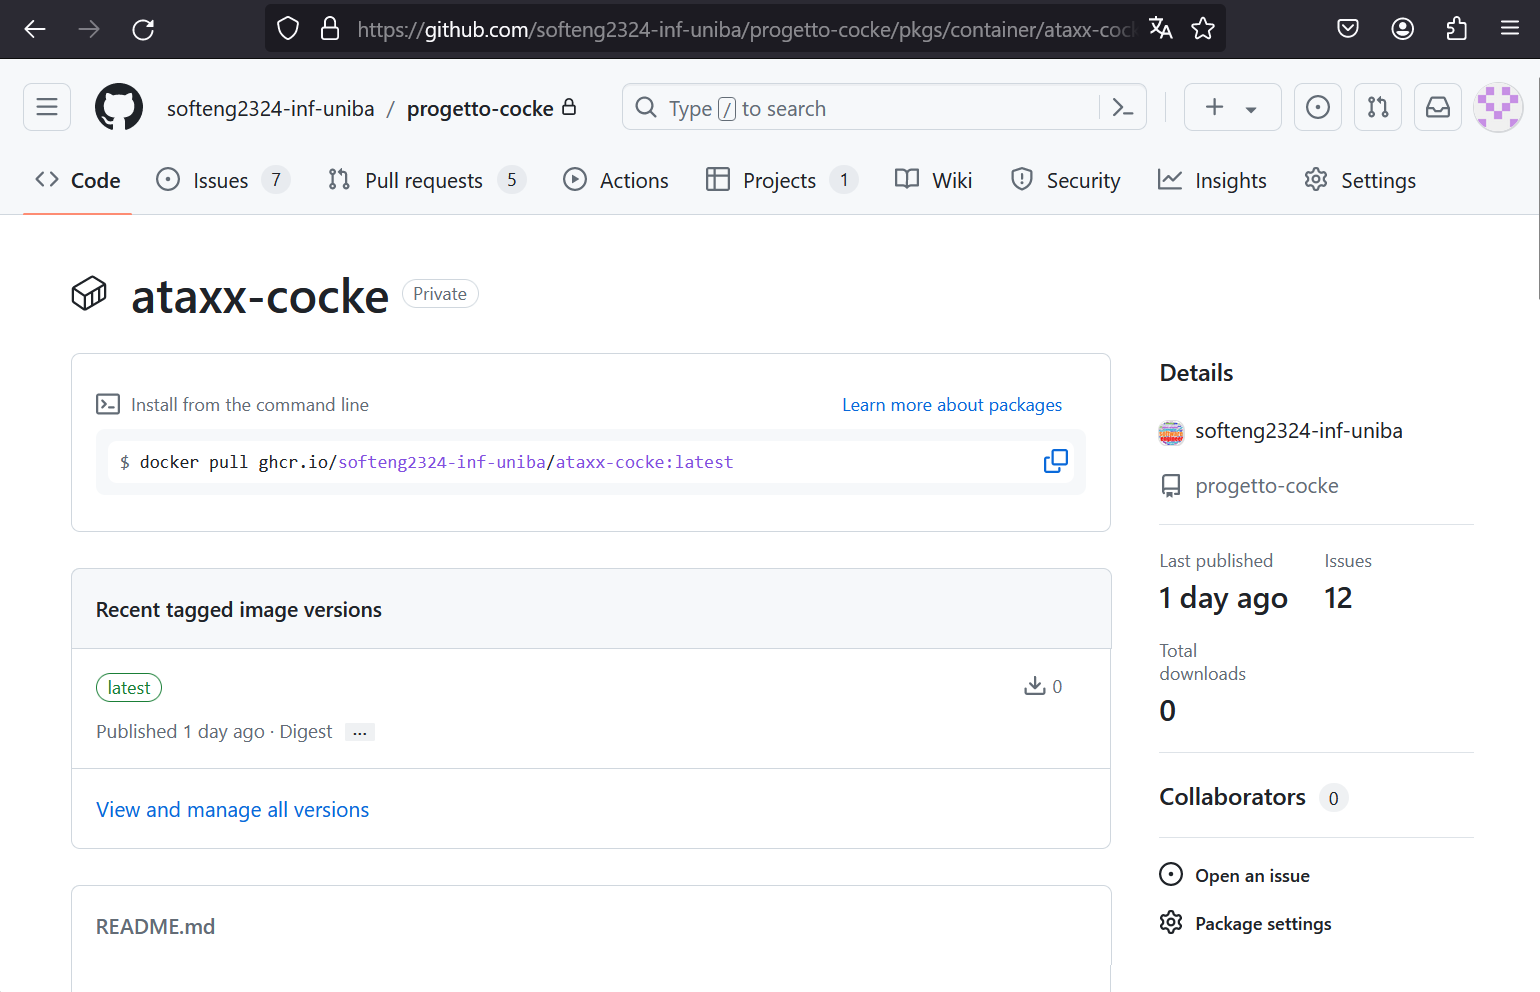 https://github.com/softeng2324-inf-uniba/progetto-cocke/pkgs/container/ataxx-cock
softeng2324-inf-uniba / progetto-cocke
Type / to search
Code
Issues 7
Pull requests 5
Actions
Projects 1
Wiki
Security
Insights
Settings
ataxx-cocke Private
Install from the command line
Learn more about packages
$ docker pull ghcr.io/softeng2324-inf-uniba/ataxx-cocke:latest
Recent tagged image versions
latest
0
Published 1 day ago · Digest ...
View and manage all versions
README.md
Details
softeng2324-inf-uniba
progetto-cocke
Last published
1 day ago
Issues
12
Total
downloads
0
Collaborators 0
Open an issue
Package settings